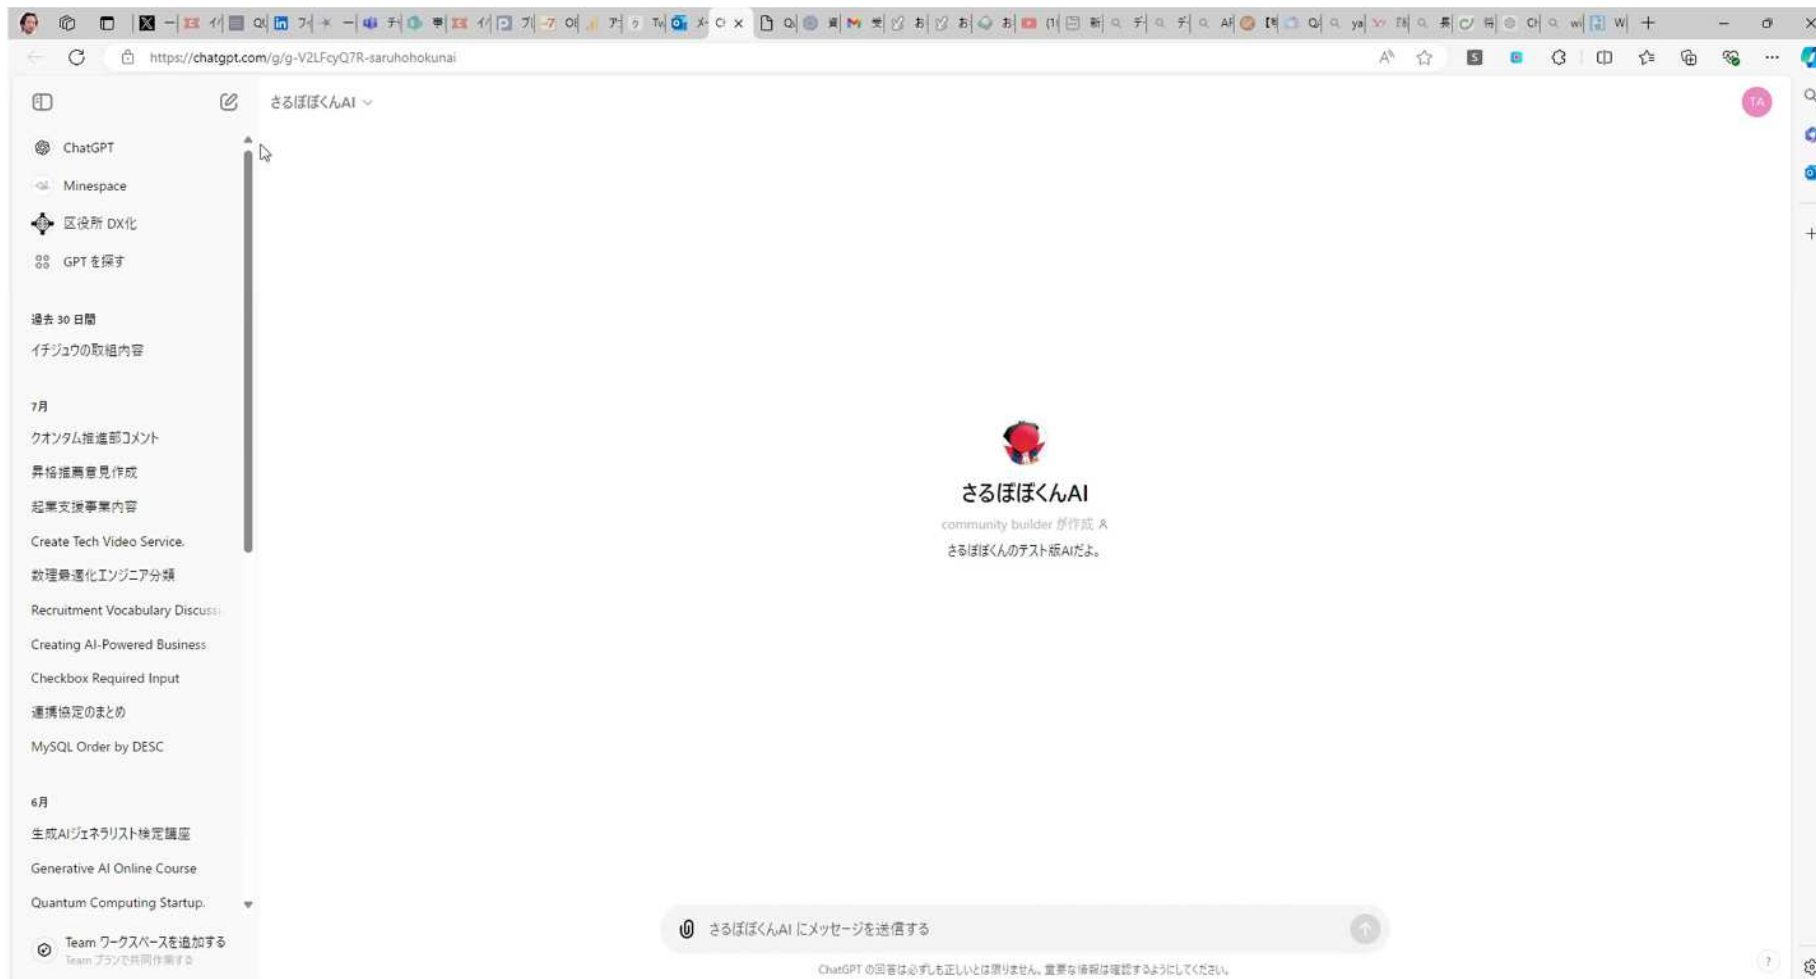 https://chatgpt.com/g/g-V2LFcyQ7R-saruhohokunai
さるぼぼくんAI
TA
ChatGPT
Minespace
区役所 DX化
GPT を探す
過去 30 日間
イチジュウの取組内容
7月
クオンタム推進部コメント
昇格推薦意見作成
起業支援事業内容
Create Tech Video Service.
数理最適化エンジニア分類
Recruitment Vocabulary Discuss
Creating AI-Powered Business
Checkbox Required Input
連携協定のまとめ
MySQL Order by DESC
6月
生成AIジェネラリスト検定講座
Generative AI Online Course
Quantum Computing Startup.
Team ワークスペースを追加する
Team プランで共同作業する
さるぼぼくんAI
community builder が作成
さるぼぼくんのテスト版AIだよ。
さるぼぼくんAI にメッセージを送信する
ChatGPT の回答は必ずしも正しいとは限りません。重要な情報は確認するようにしてください。
?